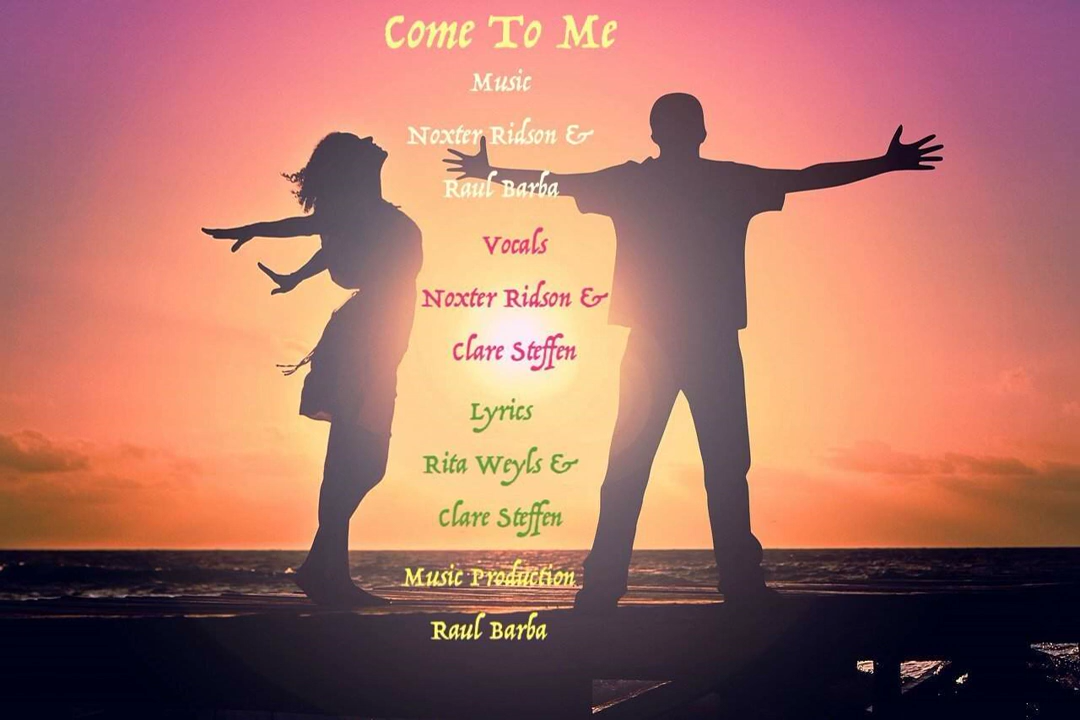 Come To Me
Music
Noxter Ridson &
Raul Barba
Vocals
Noxter Ridson &
Clare Steffen
Lyrics
Rita Weyls &
Clare Steffen
Music Production
Raul Barba